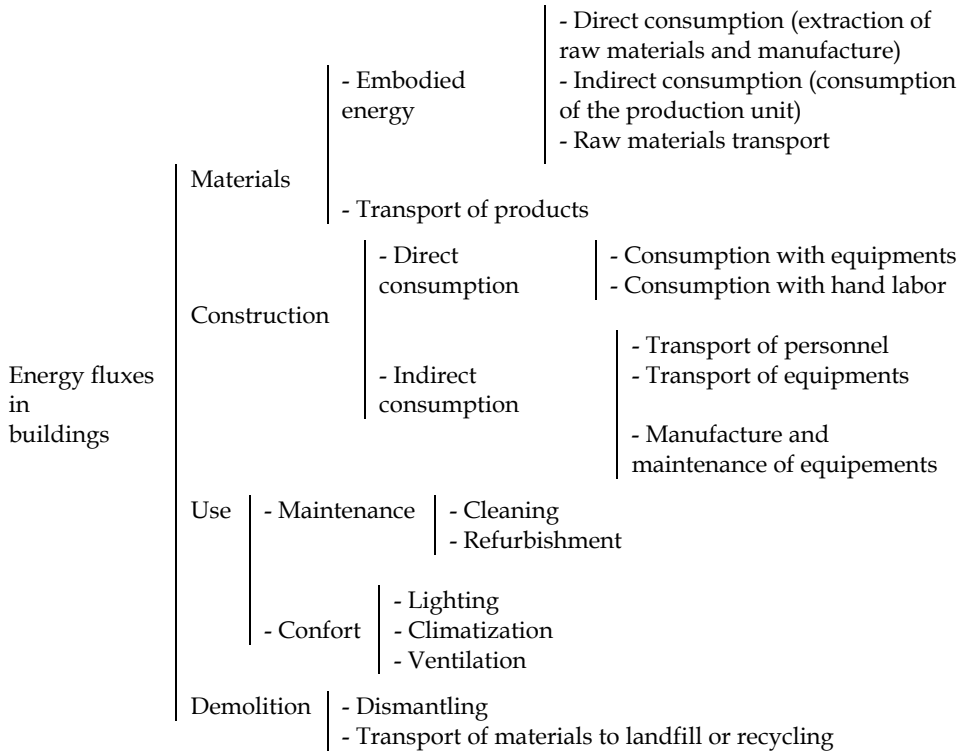 Energy fluxes
in
buildings
Materials
- Embodied
energy
- Direct consumption (extraction of
raw materials and manufacture)
- Indirect consumption (consumption
of the production unit)
- Raw materials transport
- Transport of products
Construction
- Direct
consumption
- Consumption with equipments
- Consumption with hand labor
- Indirect
consumption
- Transport of personnel
- Transport of equipments
- Manufacture and
maintenance of equipements
Use
- Maintenance
- Cleaning
- Refurbishment
- Confort
- Lighting
- Climatization
- Ventilation
Demolition
- Dismantling
- Transport of materials to landfill or recycling